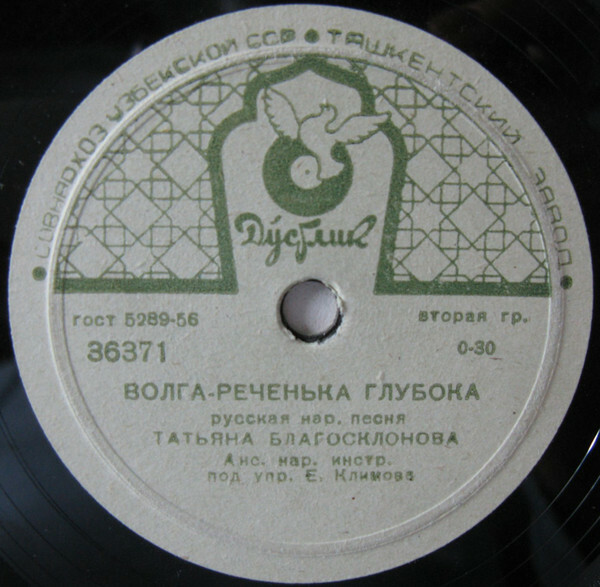 СОВНАРХОЗ УЗБЕКСКОЙ ССР • ТАШКЕНТСКИЙ ЗАВОД
Дўстлик
ГОСТ 5289-56
вторая гр.
36371
0-30
ВОЛГА-РЕЧЕНЬКА ГЛУБОКА
русская нар. песня
ТАТЬЯНА БЛАГОСКЛОНОВА
Анс. нар. инстр.
под упр. Е. Климова